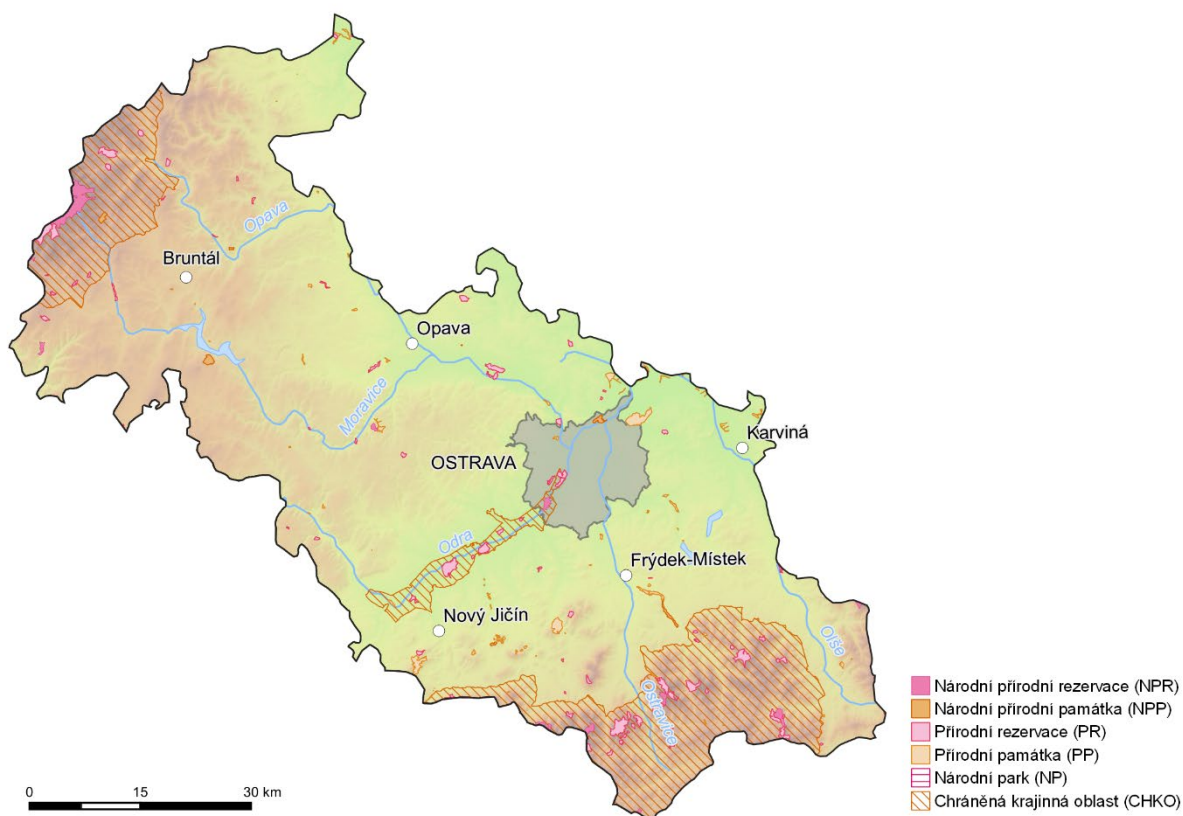 Opava
Bruntál
Opava
Moravice
Karviná
OSTRAVA
Odra
Frýdek-Místek
Nový Jičín
Olše
Ostravice
Národní přírodní rezervace (NPR)
Národní přírodní památka (NPP)
Přírodní rezervace (PR)
Přírodní památka (PP)
Národní park (NP)
Chráněná krajinná oblast (CHKO)
0 15 30 km